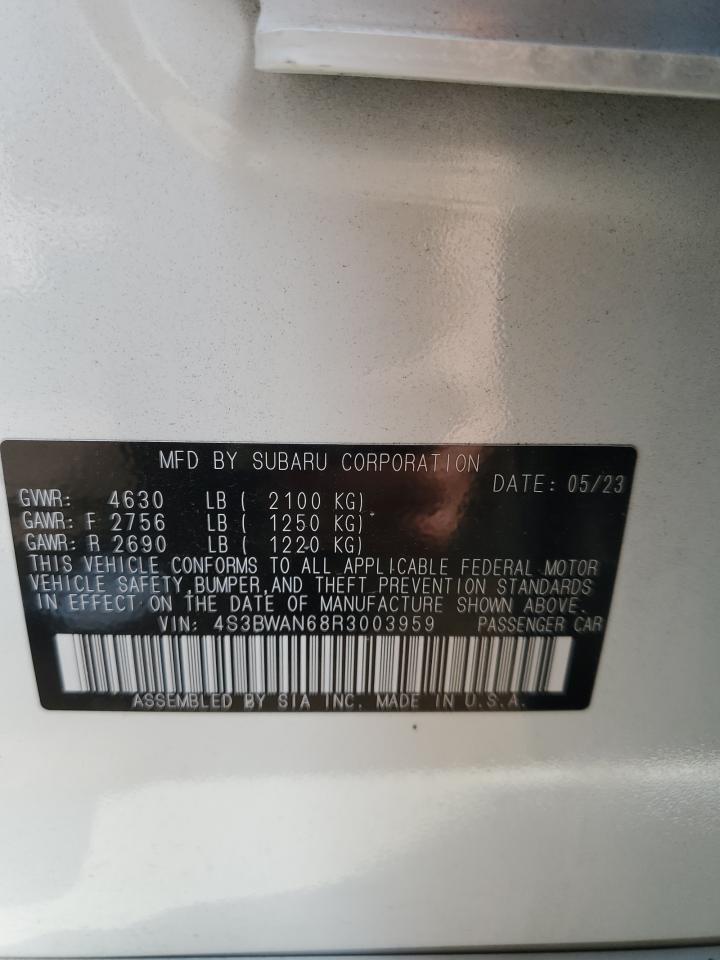 MFD BY SUBARU CORPORATION
DATE: 05/23
GVWR: 4630 LB ( 2100 KG)
GAWR: F 2756 LB ( 1250 KG)
GAWR: R 2690 LB ( 1220 KG)
THIS VEHICLE CONFORMS TO ALL APPLICABLE FEDERAL MOTOR
VEHICLE SAFETY, BUMPER, AND THEFT PREVENTION STANDARDS
IN EFFECT ON THE DATE OF MANUFACTURE SHOWN ABOVE.
VIN: 4S3BWAN68R3003959 PASSENGER CAR
ASSEMBLED BY SIA INC. MADE IN U.S.A.